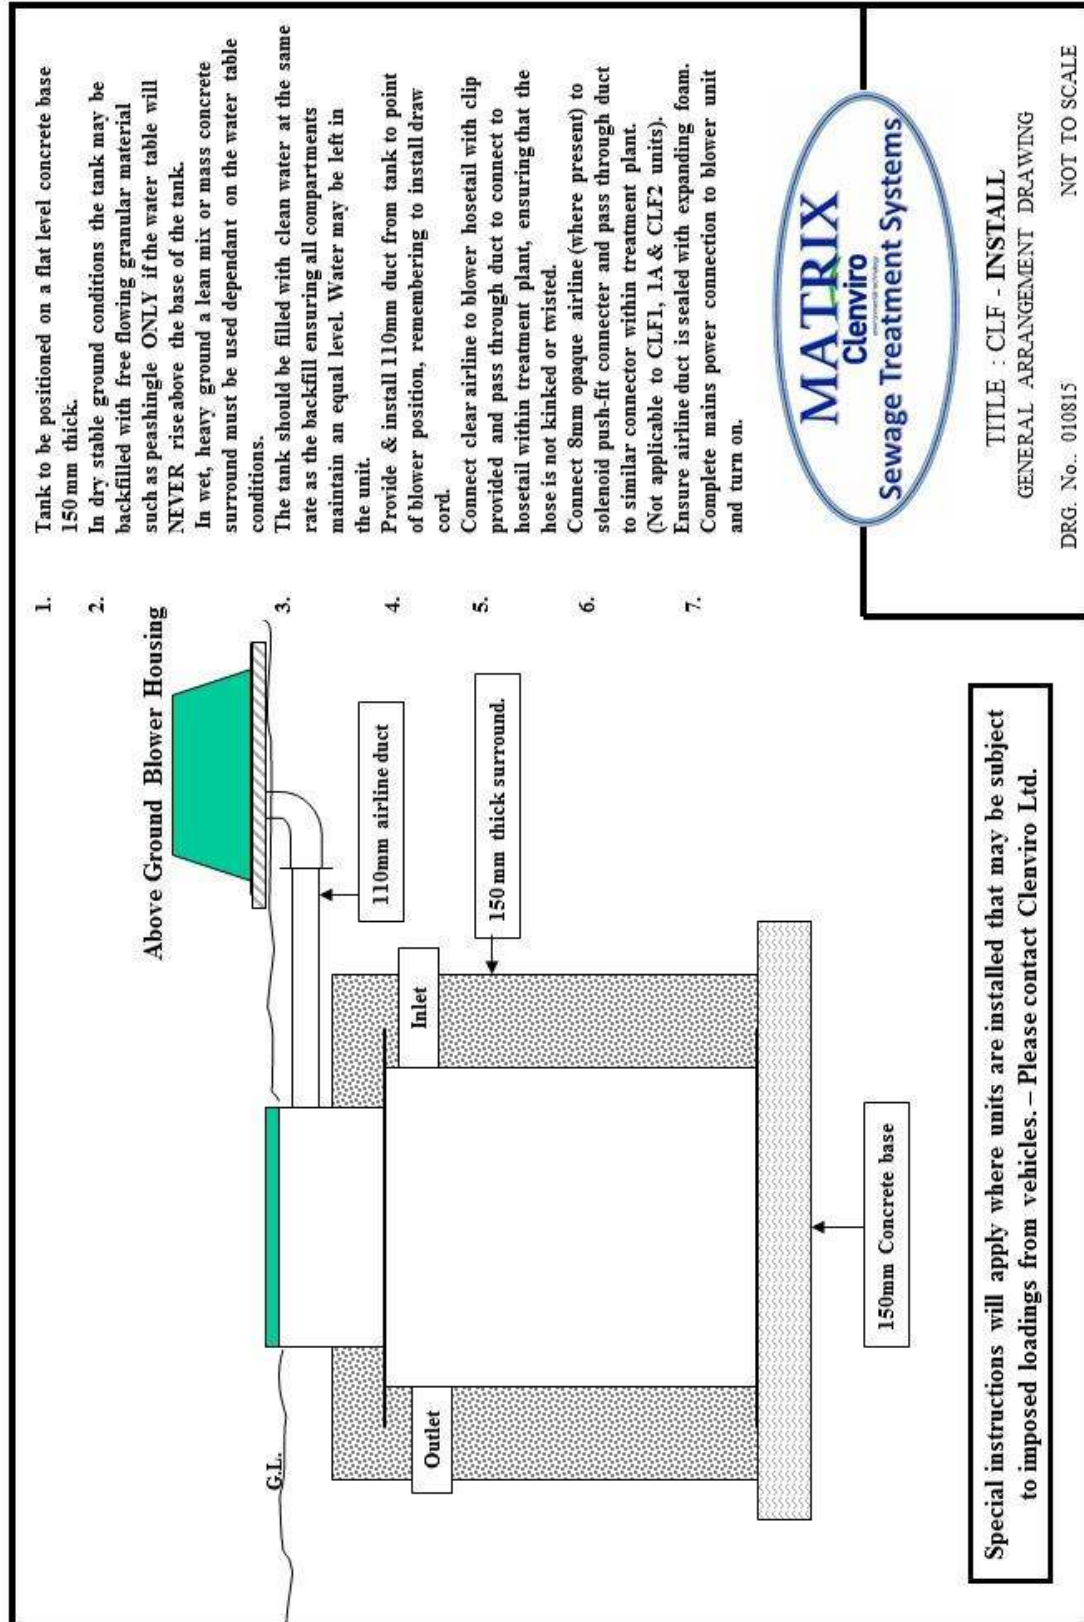 Above Ground Blower Housing
G.L.
110mm airline duct
150 mm thick surround.
Inlet
Outlet
150mm Concrete base
Special instructions will apply where units are installed that may be subject
to imposed loadings from vehicles. – Please contact Clenviro Ltd.
1. Tank to be positioned on a flat level concrete base
150 mm thick.
2. In dry stable ground conditions the tank may be
backfilled with free flowing granular material
such as peashingle ONLY if the water table will
NEVER rise above the base of the tank.
In wet, heavy ground a lean mix or mass concrete
surround must be used dependant on the water table
conditions.
3. The tank should be filled with clean water at the same
rate as the backfill ensuring all compartments
maintain an equal level. Water may be left in
the unit.
4. Provide & install 110mm duct from tank to point
of blower position, remembering to install draw
cord.
5. Connect clear airline to blower hosetail with clip
provided and pass through duct to connect to
hosetail within treatment plant, ensuring that the
hose is not kinked or twisted.
6. Connect 8mm opaque airline (where present) to
solenoid push-fit connecter and pass through duct
to similar connector within treatment plant.
(Not applicable to CLF1, 1A & CLF2 units).
Ensure airline duct is sealed with expanding foam.
7. Complete mains power connection to blower unit
and turn on.
MATRIX
Clenviro
Sewage Treatment Systems
TITLE : CLF - INSTALL
GENERAL ARRANGEMENT DRAWING
DRG. No.. 010815 NOT TO SCALE